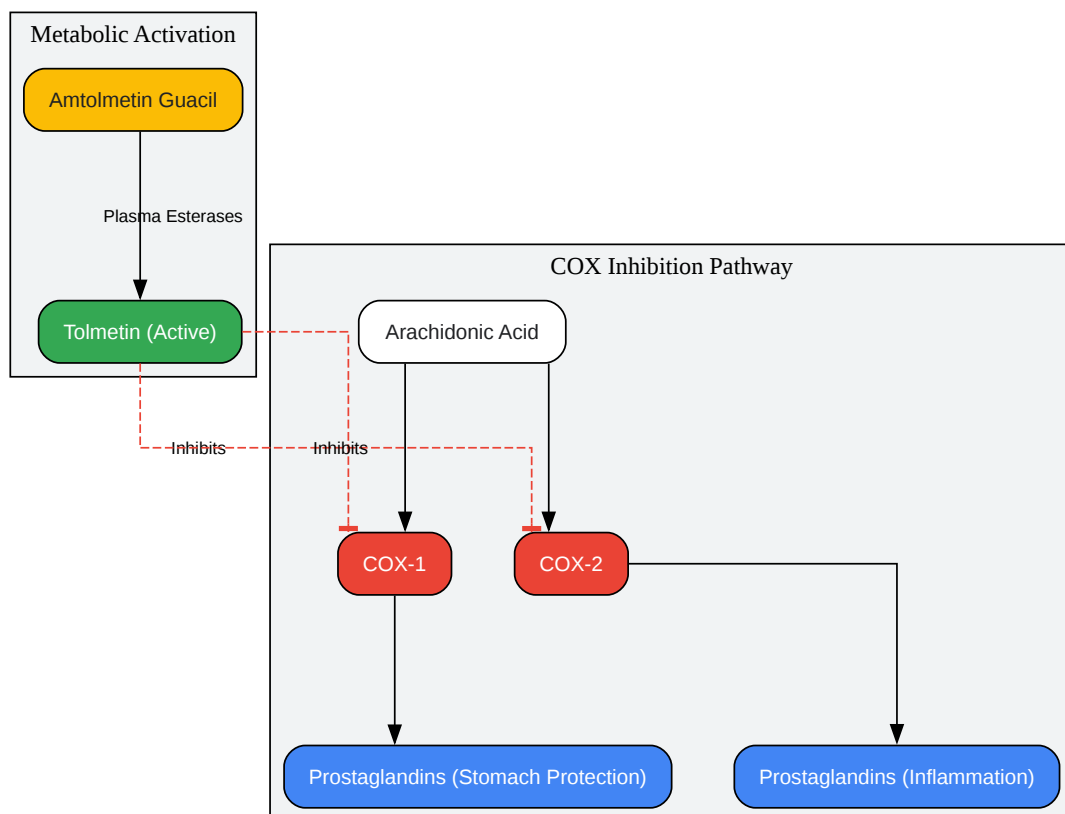 Metabolic Activation
Amtolmetin Guacil
Plasma Esterases
Tolmetin (Active)
COX Inhibition Pathway
Arachidonic Acid
Inhibits
Inhibits
COX-1
COX-2
Prostaglandins (Stomach Protection)
Prostaglandins (Inflammation)